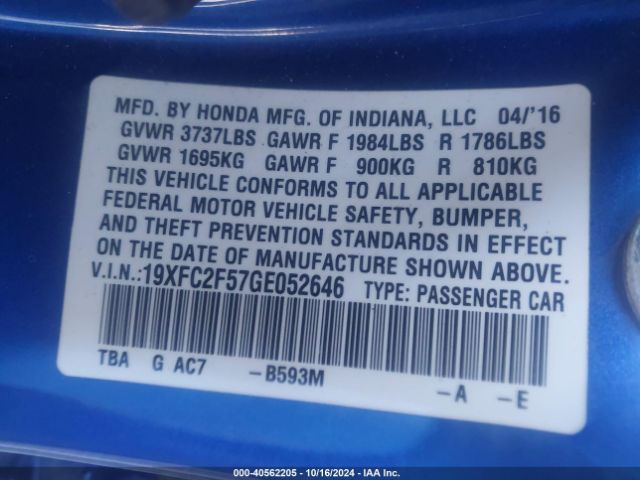 MFD. BY HONDA MFG. OF INDIANA, LLC 04/'16
GVWR 3737LBS GAWR F 1984LBS R 1786LBS
GVWR 1695KG GAWR F 900KG R 810KG
THIS VEHICLE CONFORMS TO ALL APPLICABLE
FEDERAL MOTOR VEHICLE SAFETY, BUMPER,
AND THEFT PREVENTION STANDARDS IN EFFECT
ON THE DATE OF MANUFACTURE SHOWN ABOVE.
V.I.N.:19XFC2F57GE052646 TYPE: PASSENGER CAR
TBA G AC7 -B593M -A -E
000-40562205 - 10/16/2024 - IAA Inc.